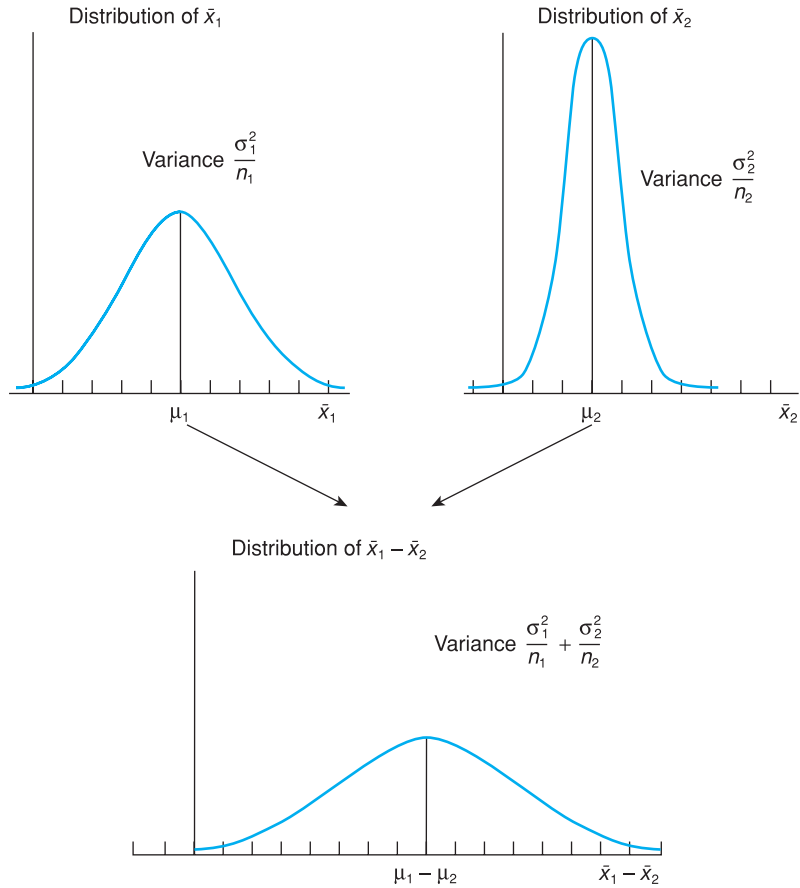 Distribution of x̄₁
Distribution of x̄₂
Variance σ₁²/n₁
Variance σ₂²/n₂
μ₁ x̄₁
μ₂ x̄₂
Distribution of x̄₁ – x̄₂
Variance σ₁²/n₁ + σ₂²/n₂
μ₁ – μ₂ x̄₁ – x̄₂